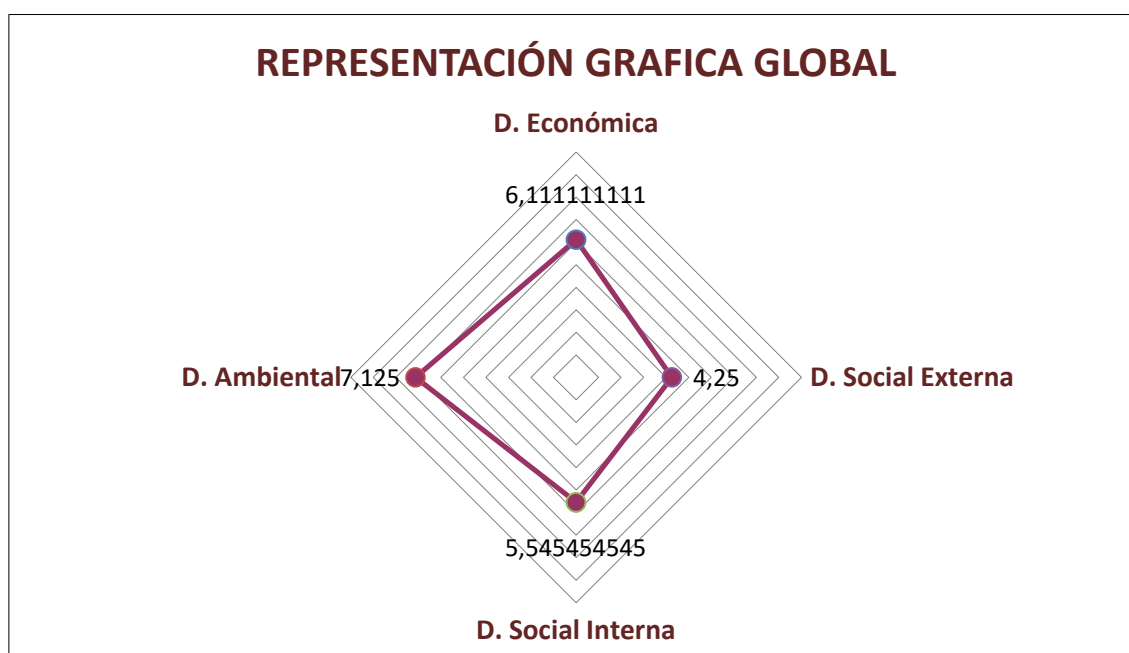 REPRESENTACIÓN GRAFICA GLOBAL
D. Económica
6,111111111
D. Ambiental
7,125
4,25
D. Social Externa
5,545454545
D. Social Interna